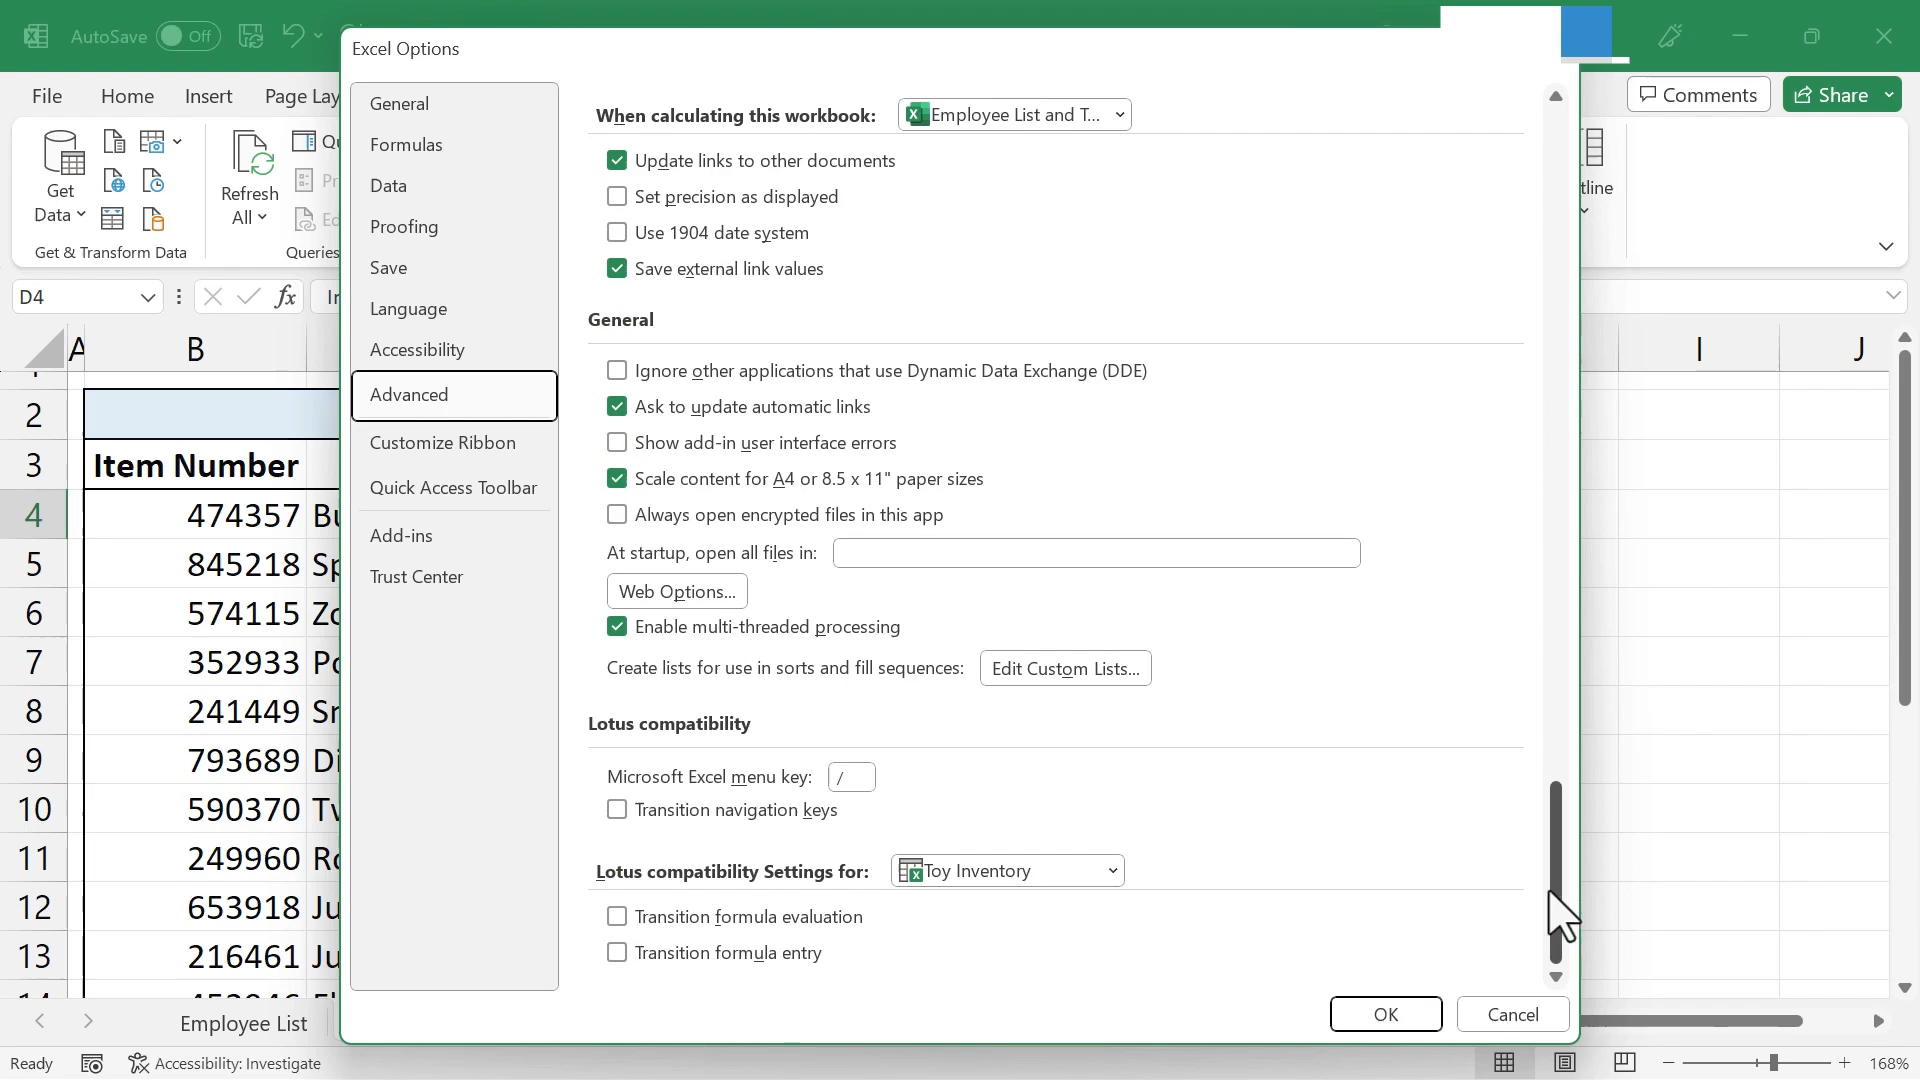 AutoSave Off
Excel Options
File Home Insert Page Lay
Comments Share
Get
Data
Refresh
All
Get & Transform Data
Queries
tline
D4
B I J
2
3 Item Number
4 474357
5 845218
6 574115
7 352933
8 241449
9 793689
10 590370
11 249960
12 653918
13 216461
General
Formulas
Data
Proofing
Save
Language
Accessibility
Advanced
Customize Ribbon
Quick Access Toolbar
Add-ins
Trust Center
When calculating this workbook: Employee List and T...
Update links to other documents
Set precision as displayed
Use 1904 date system
Save external link values
General
Ignore other applications that use Dynamic Data Exchange (DDE)
Ask to update automatic links
Show add-in user interface errors
Scale content for A4 or 8.5 x 11" paper sizes
Always open encrypted files in this app
At startup, open all files in:
Web Options...
Enable multi-threaded processing
Create lists for use in sorts and fill sequences: Edit Custom Lists...
Lotus compatibility
Microsoft Excel menu key: /
Transition navigation keys
Lotus compatibility Settings for: Toy Inventory
Transition formula evaluation
Transition formula entry
OK Cancel
Employee List
Ready Accessibility: Investigate 168%